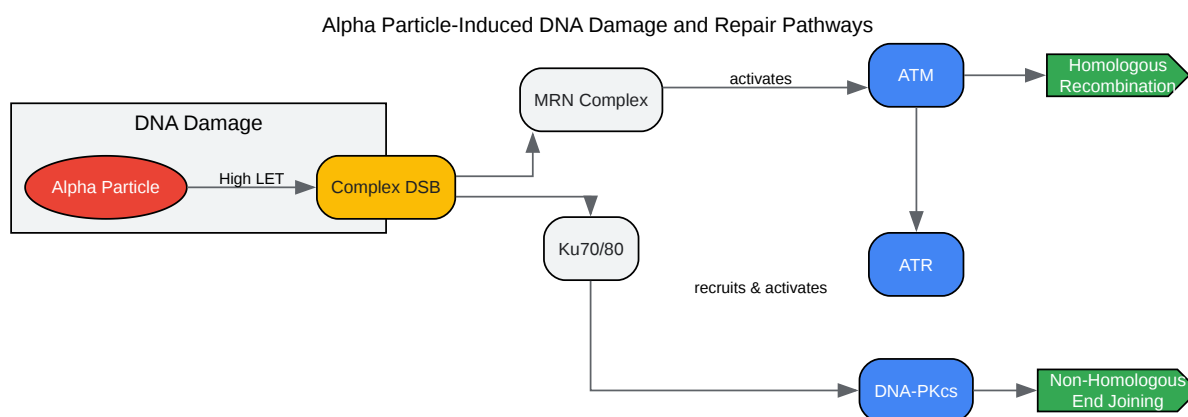 Alpha Particle-Induced DNA Damage and Repair Pathways
DNA Damage
Alpha Particle
High LET
Complex DSB
MRN Complex
activates
ATM
Homologous
Recombination
Ku70/80
ATR
recruits & activates
DNA-PKcs
Non-Homologous
End Joining